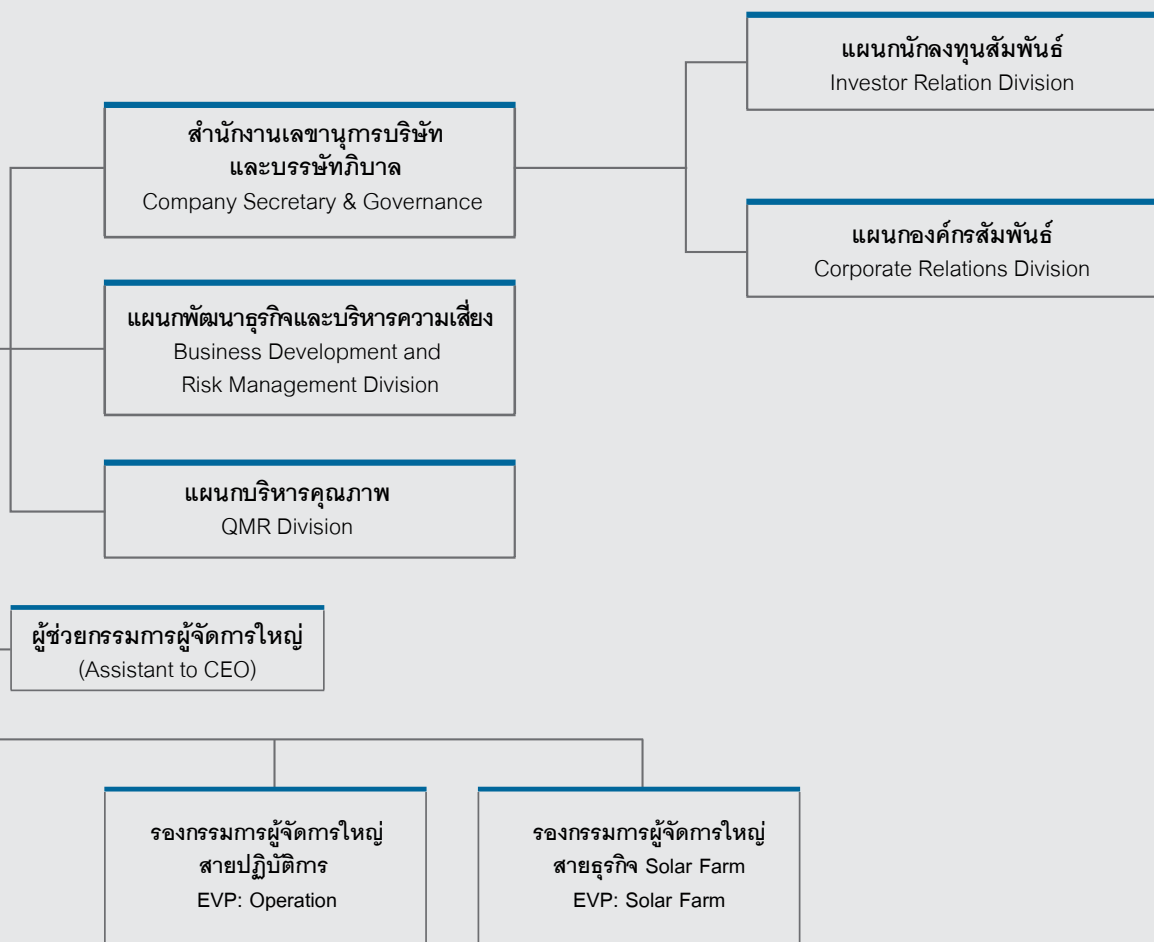 แผนกนักลงทุนสัมพันธ์
Investor Relation Division
สำนักงานเลขานุการบริษัท
และบรรษัทภิบาล
Company Secretary & Governance
แผนกองค์กรสัมพันธ์
Corporate Relations Division
แผนกพัฒนาธุรกิจและบริหารความเสี่ยง
Business Development and
Risk Management Division
แผนกบริหารคุณภาพ
QMR Division
ผู้ช่วยกรรมการผู้จัดการใหญ่
(Assistant to CEO)
รองกรรมการผู้จัดการใหญ่
สายปฏิบัติการ
EVP: Operation
รองกรรมการผู้จัดการใหญ่
สายธุรกิจ Solar Farm
EVP: Solar Farm